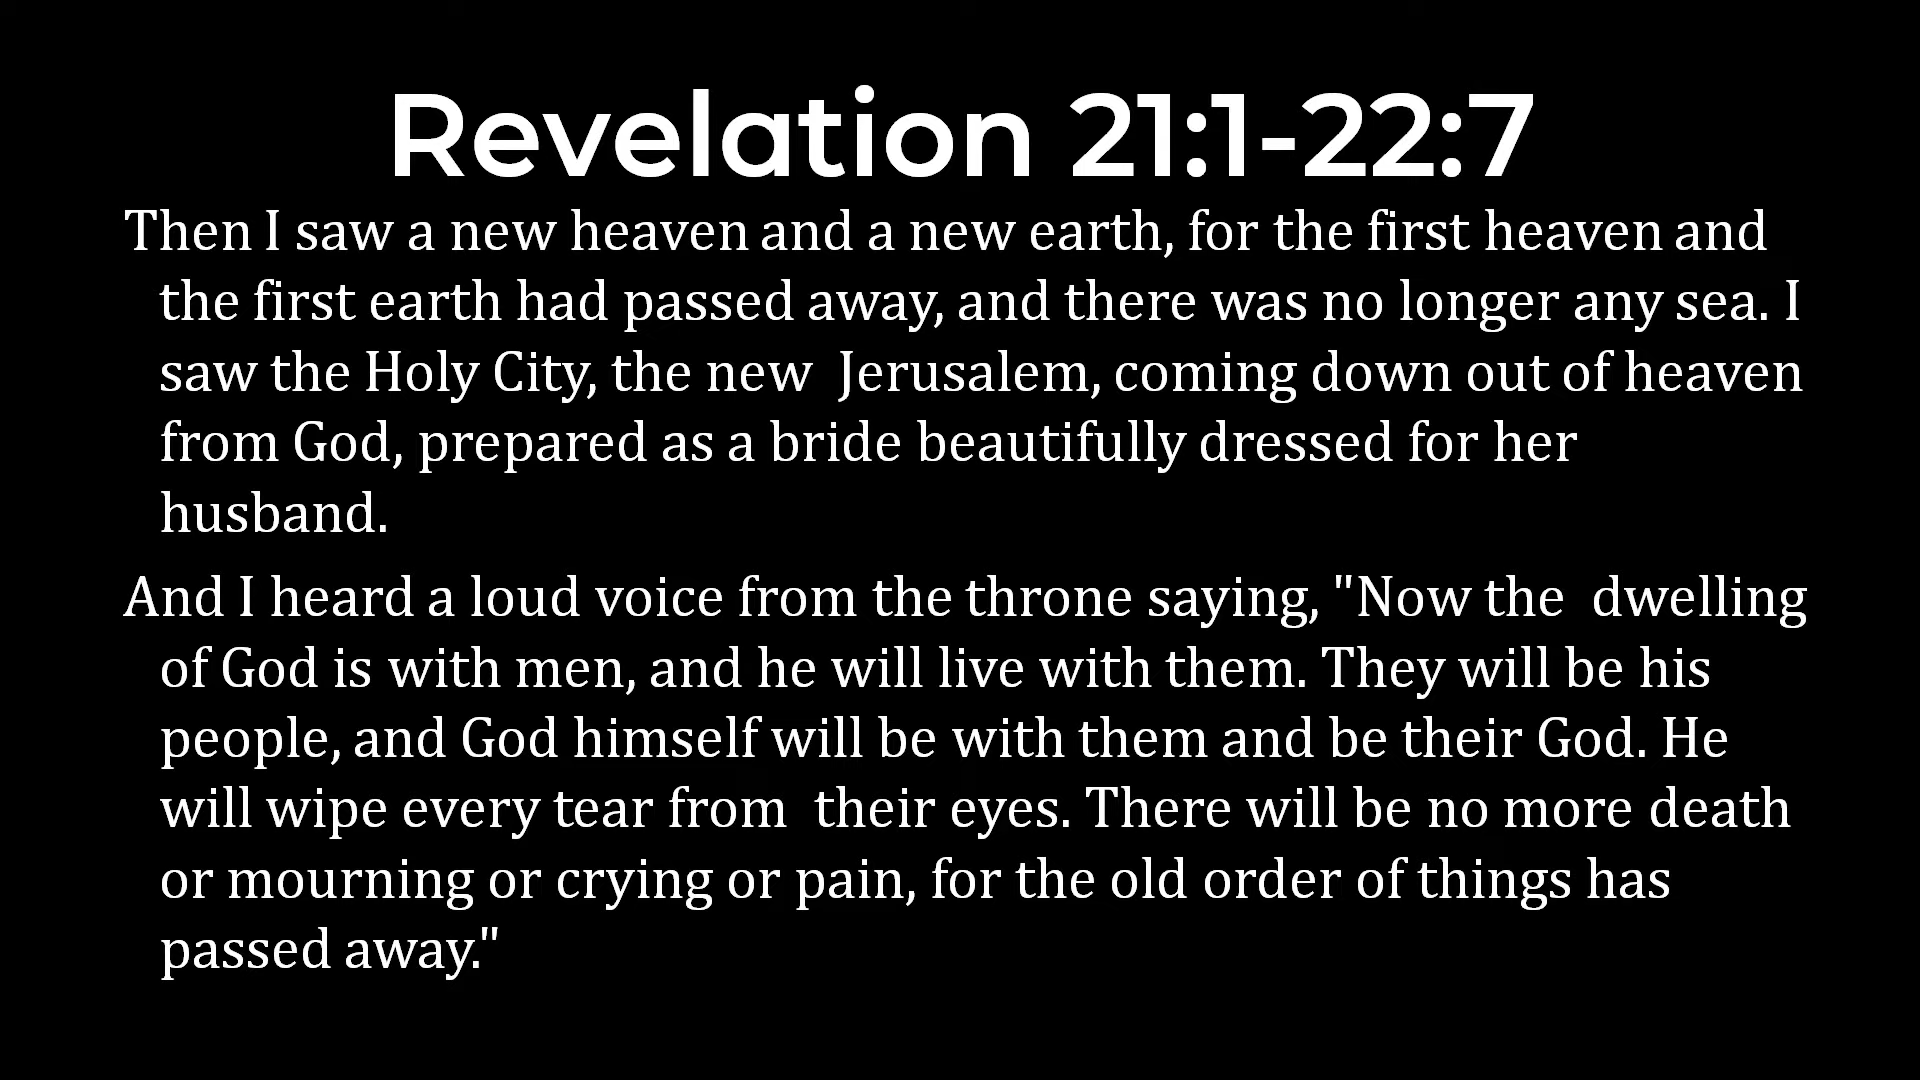 Revelation 21:1-22:7
Then I saw a new heaven and a new earth, for the first heaven and
the first earth had passed away, and there was no longer any sea. I
saw the Holy City, the new  Jerusalem, coming down out of heaven
from God, prepared as a bride beautifully dressed for her
husband.
And I heard a loud voice from the throne saying, "Now the  dwelling
of God is with men, and he will live with them. They will be his
people, and God himself will be with them and be their God. He
will wipe every tear from  their eyes. There will be no more death
or mourning or crying or pain, for the old order of things has
passed away."